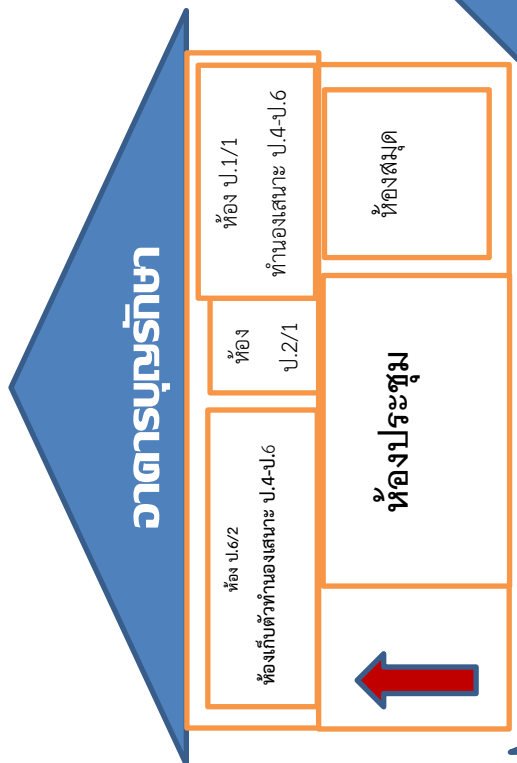 อาคารบุญรักษา
ห้อง ป.6/2
ห้องเก็บตัวทำนองเสนาะ ป.4-ป.6
ห้อง
ป.2/1
ห้อง ป.1/1
ทำนองเสนาะ ป.4-ป.6
ห้องประชุม
ห้องสมุด